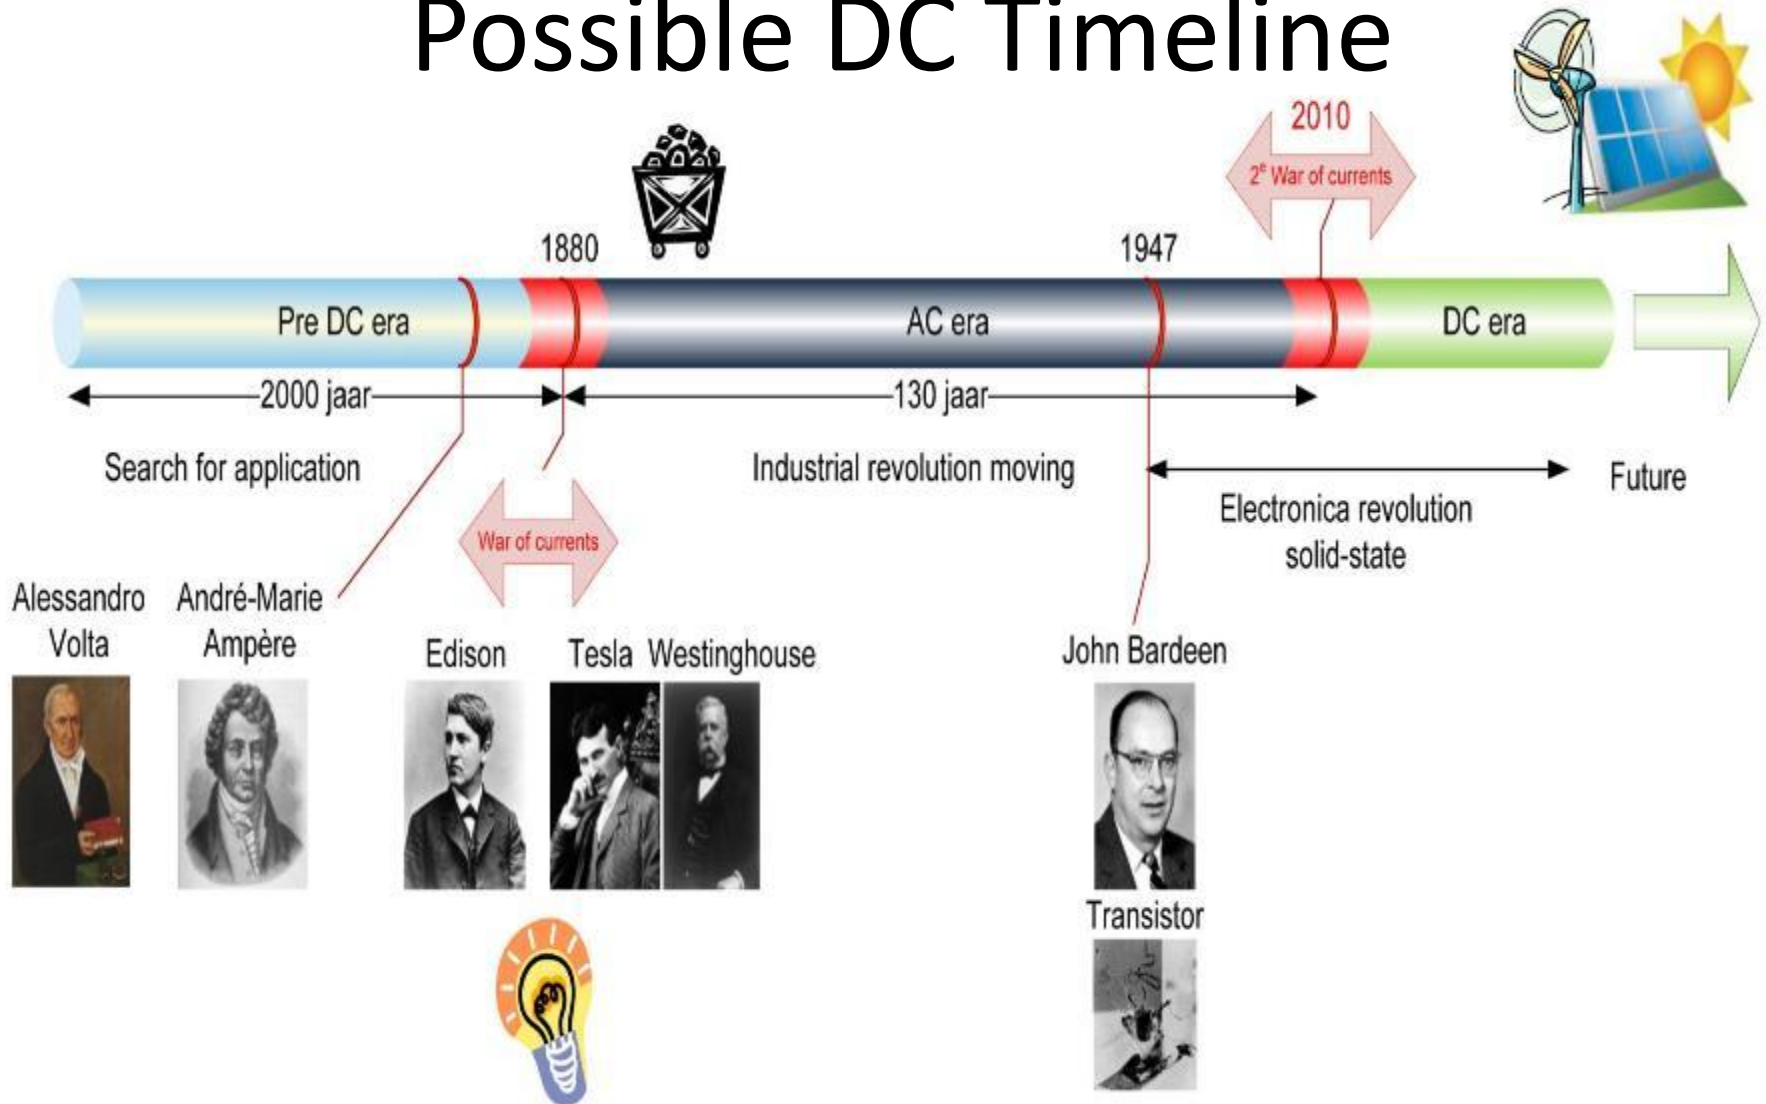 Possible DC Timeline
2010
2e War of currents
1880
1947
Pre DC era
AC era
DC era
2000 jaar
130 jaar
Search for application
Industrial revolution moving
Electronica revolution
solid-state
Future
War of currents
Alessandro
Volta
André-Marie
Ampère
Edison
Tesla
Westinghouse
John Bardeen
Transistor